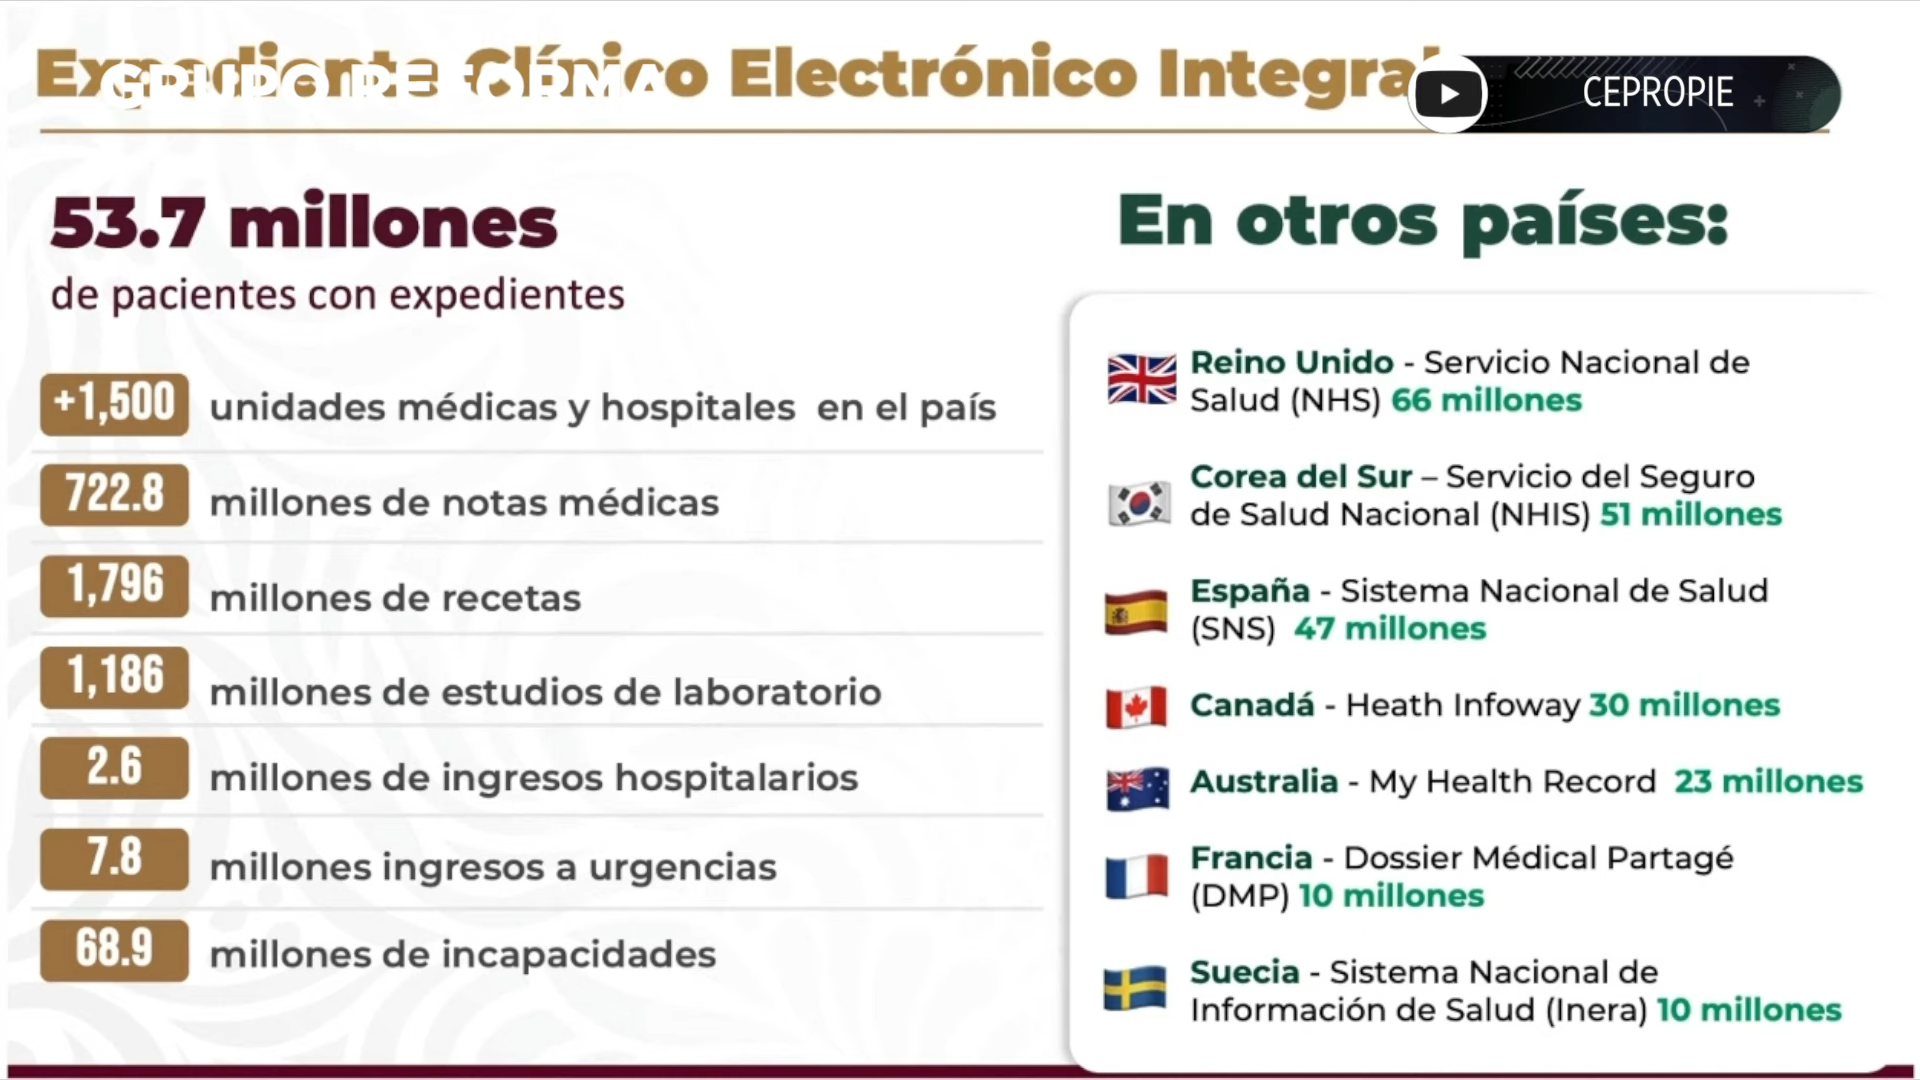 Expediente Clínico Electrónico Integral
GRUPO REFORMA
CEPROPIE
53.7 millones
de pacientes con expedientes
+1,500 unidades médicas y hospitales en el país
722.8 millones de notas médicas
1,796 millones de recetas
1,186 millones de estudios de laboratorio
2.6 millones de ingresos hospitalarios
7.8 millones ingresos a urgencias
68.9 millones de incapacidades
En otros países:
Reino Unido - Servicio Nacional de
Salud (NHS) 66 millones
Corea del Sur – Servicio del Seguro
de Salud Nacional (NHIS) 51 millones
España - Sistema Nacional de Salud
(SNS) 47 millones
Canadá - Heath Infoway 30 millones
Australia - My Health Record 23 millones
Francia - Dossier Médical Partagé
(DMP) 10 millones
Suecia - Sistema Nacional de
Información de Salud (Inera) 10 millones